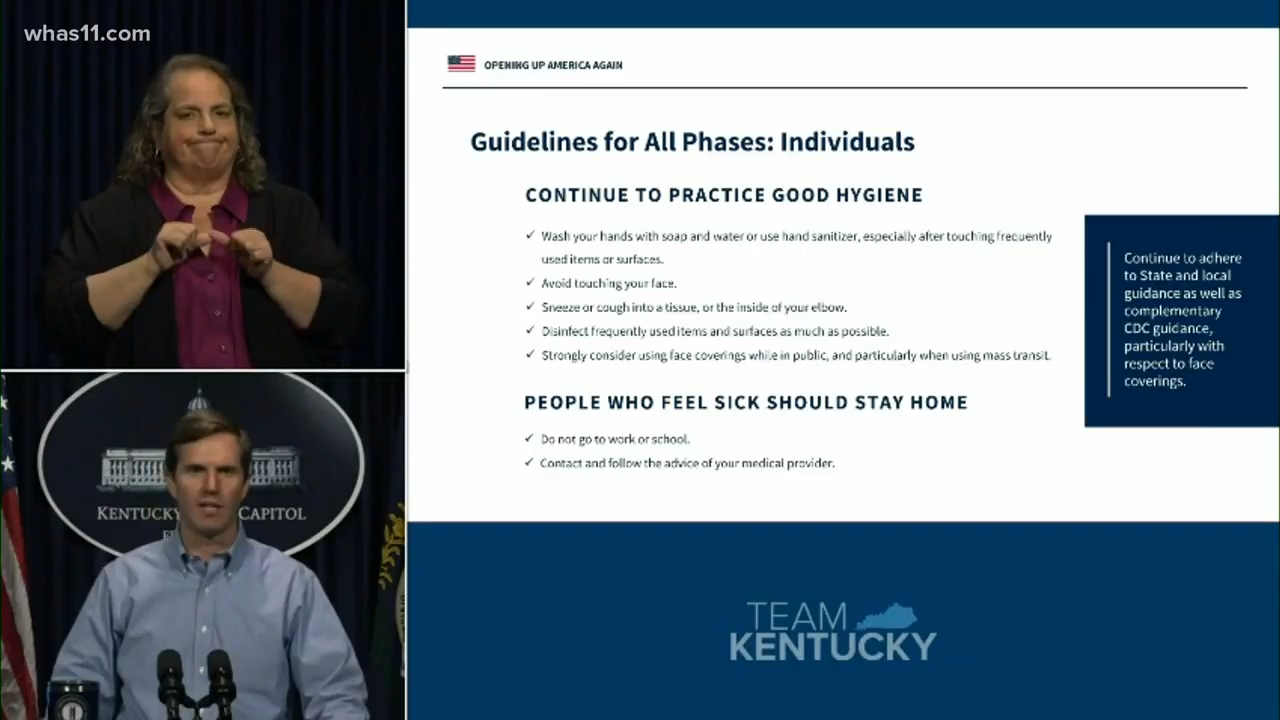 whas11.com
OPENING UP AMERICA AGAIN
Guidelines for All Phases: Individuals
CONTINUE TO PRACTICE GOOD HYGIENE
✓ Wash your hands with soap and water or use hand sanitizer, especially after touching frequently
used items or surfaces.
✓ Avoid touching your face.
✓ Sneeze or cough into a tissue, or the inside of your elbow.
✓ Disinfect frequently used items and surfaces as much as possible.
✓ Strongly consider using face coverings while in public, and particularly when using mass transit.
PEOPLE WHO FEEL SICK SHOULD STAY HOME
✓ Do not go to work or school.
✓ Contact and follow the advice of your medical provider.
Continue to adhere
to State and local
guidance as well as
complementary
CDC guidance,
particularly with
respect to face
coverings.
KENTUCKY CAPITOL
TEAM
KENTUCKY